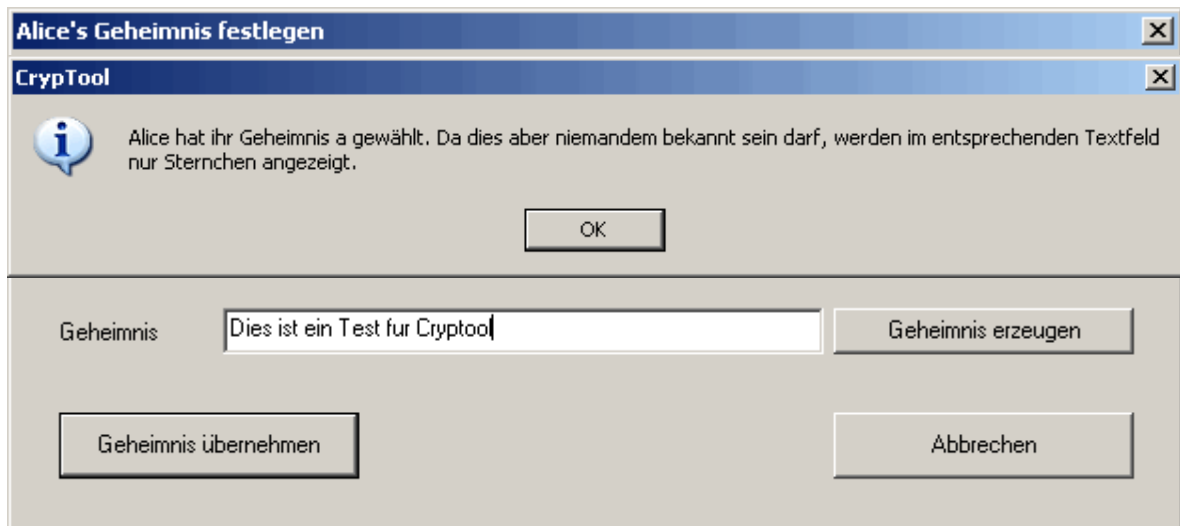 Alice's Geheimnis festlegen
CrypTool
Alice hat ihr Geheimnis a gewählt. Da dies aber niemandem bekannt sein darf, werden im entsprechenden Textfeld
nur Sternchen angezeigt.
OK
Geheimnis
Dies ist ein Test fur Cryptool
Geheimnis erzeugen
Geheimnis übernehmen
Abbrechen